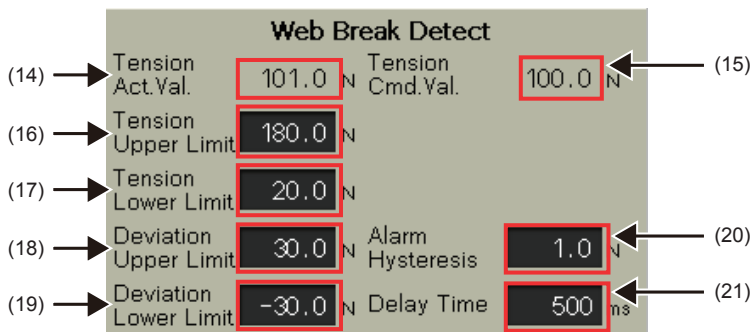 Web Break Detect
(14) Tension Act.Val. 101.0 N Tension Cmd.Val. 100.0 N (15)
(16) Tension Upper Limit 180.0 N
(17) Tension Lower Limit 20.0 N
(18) Deviation Upper Limit 30.0 N Alarm Hysteresis 1.0 N (20)
(19) Deviation Lower Limit -30.0 N Delay Time 500 ms (21)